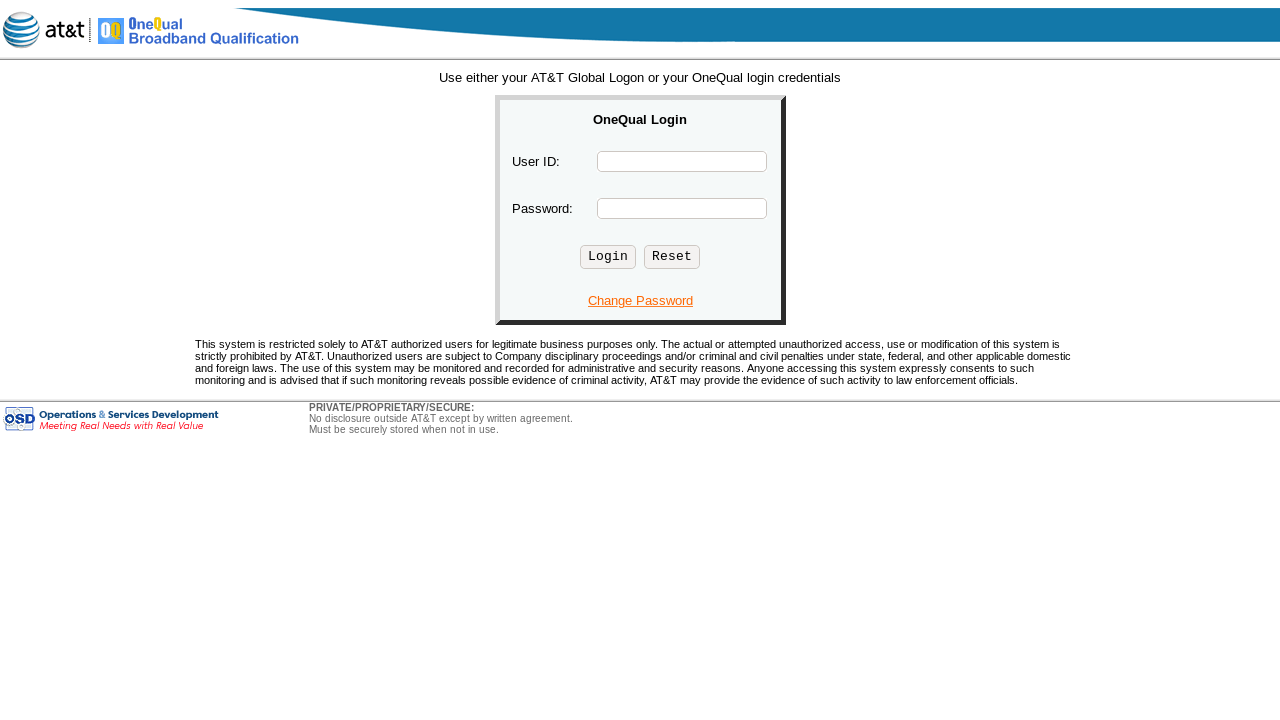 at&t
OQ
OneQual
Broadband Qualification
Use either your AT&T Global Logon or your OneQual login credentials
OneQual Login
User ID:
Password:
Login Reset
Change Password
This system is restricted solely to AT&T authorized users for legitimate business purposes only. The actual or attempted unauthorized access, use or modification of this system is
strictly prohibited by AT&T. Unauthorized users are subject to Company disciplinary proceedings and/or criminal and civil penalties under state, federal, and other applicable domestic
and foreign laws. The use of this system may be monitored and recorded for administrative and security reasons. Anyone accessing this system expressly consents to such
monitoring and is advised that if such monitoring reveals possible evidence of criminal activity, AT&T may provide the evidence of such activity to law enforcement officials.
OSD
Operations & Services Development
Meeting Real Needs with Real Value
PRIVATE/PROPRIETARY/SECURE:
No disclosure outside AT&T except by written agreement.
Must be securely stored when not in use.